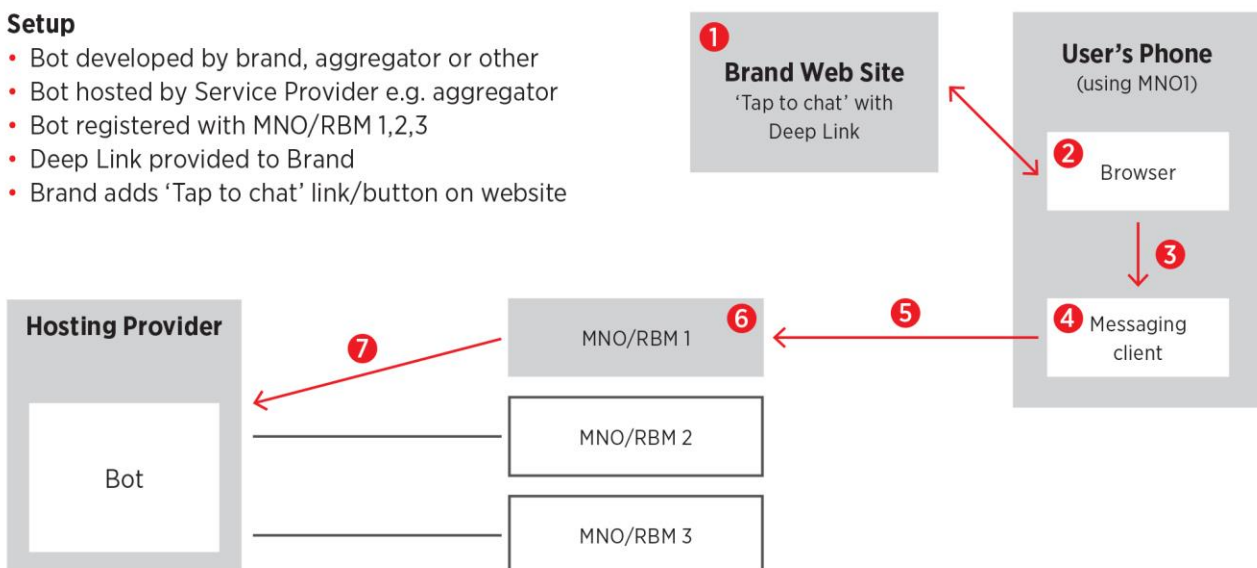 Setup
• Bot developed by brand, aggregator or other
• Bot hosted by Service Provider e.g. aggregator
• Bot registered with MNO/RBM 1,2,3
• Deep Link provided to Brand
• Brand adds ‘Tap to chat’ link/button on website
1
Brand Web Site
‘Tap to chat’ with
Deep Link
User’s Phone
(using MNO1)
2
Browser
3
4
Messaging
client
5
6
MNO/RBM 1
7
Hosting Provider
Bot
MNO/RBM 2
MNO/RBM 3